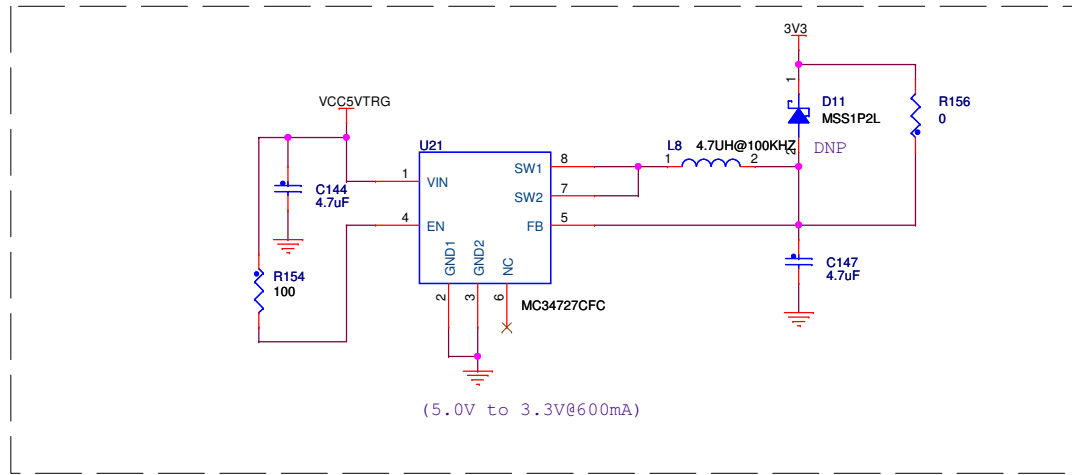 3V3
VCC5VTRG
1
D11
MSS1P2L
R156
0
U21
L8
4.7UH@100KHZ
2
DNP
8
1
2
SW1
7
SW2
1
VIN
C144
4.7uF
4
EN
5
FB
GND1
GND2
NC
C147
4.7uF
R154
100
2
3
6
MC34727CFC
(5.0V to 3.3V@600mA)